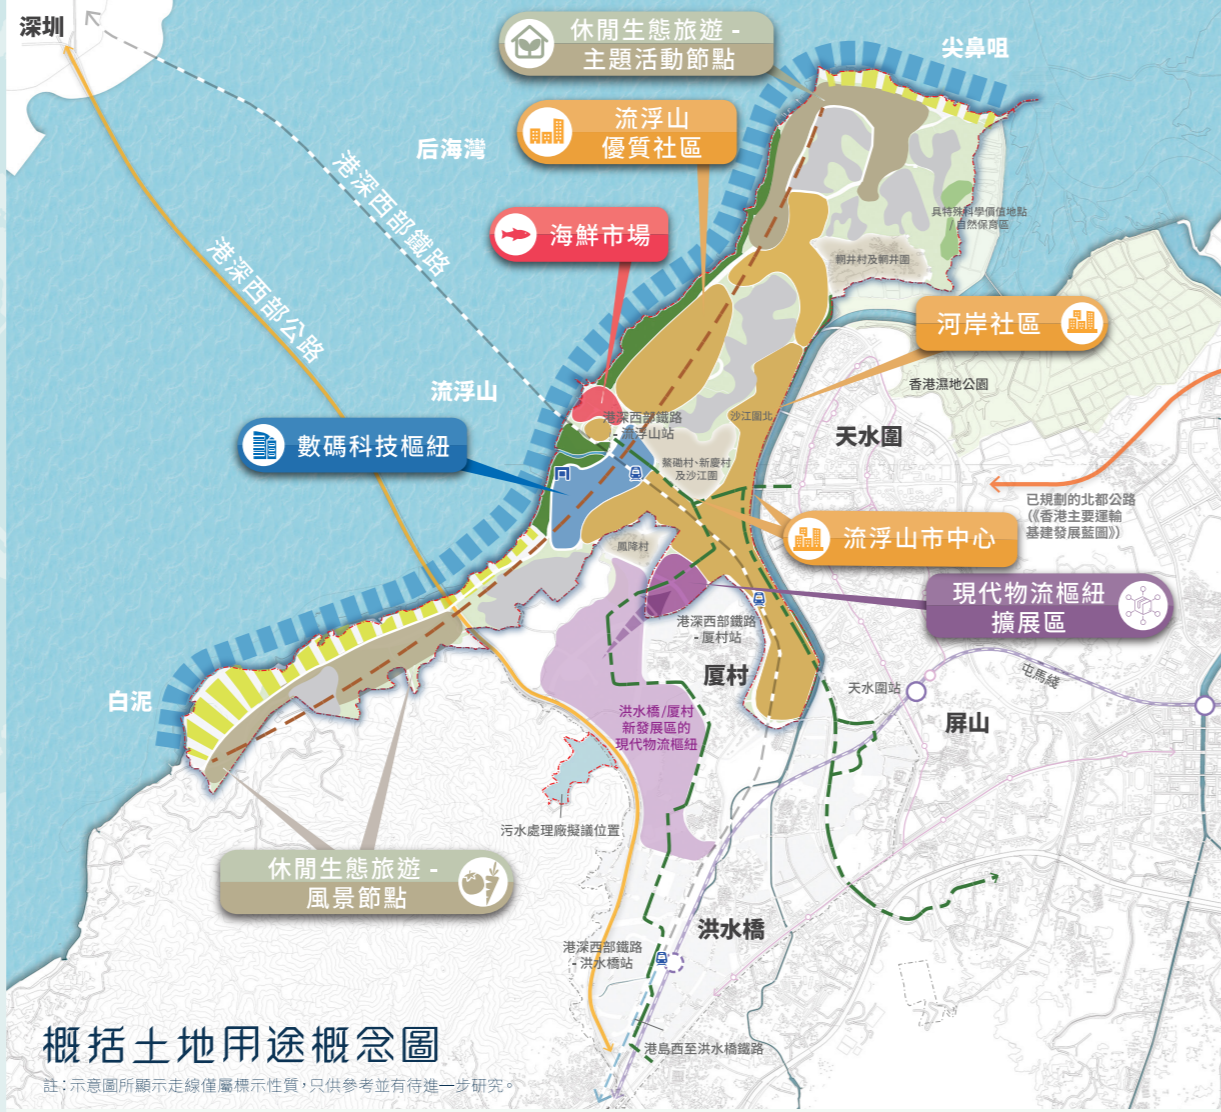 深圳
休閒生態旅遊 -
主題活動節點
尖鼻咀
流浮山
優質社區
后海灣
港深西部鐵路
港深西部公路
海鮮市場
具特殊科學價值地點
/ 自然保育區
輞井村及輞井圍
河岸社區
香港濕地公園
流浮山
港深西部鐵路
- 流浮山站
沙江圍北
天水圍
數碼科技樞紐
鰲磡村、新慶村
及沙江圍
已規劃的北都公路
(《香港主要運輸
基建發展藍圖》)
流浮山市中心
鳳降村
現代物流樞紐
擴展區
港深西部鐵路
- 厦村站
厦村
屯馬綫
天水圍站
白泥
洪水橋/厦村
新發展區的
現代物流樞紐
屏山
污水處理廠擬議位置
休閒生態旅遊 -
風景節點
洪水橋
港深西部鐵路
- 洪水橋站
概括土地用途概念圖
港島西至洪水橋鐵路
註：示意圖所顯示走線僅屬標示性質，只供參考並有待進一步研究。